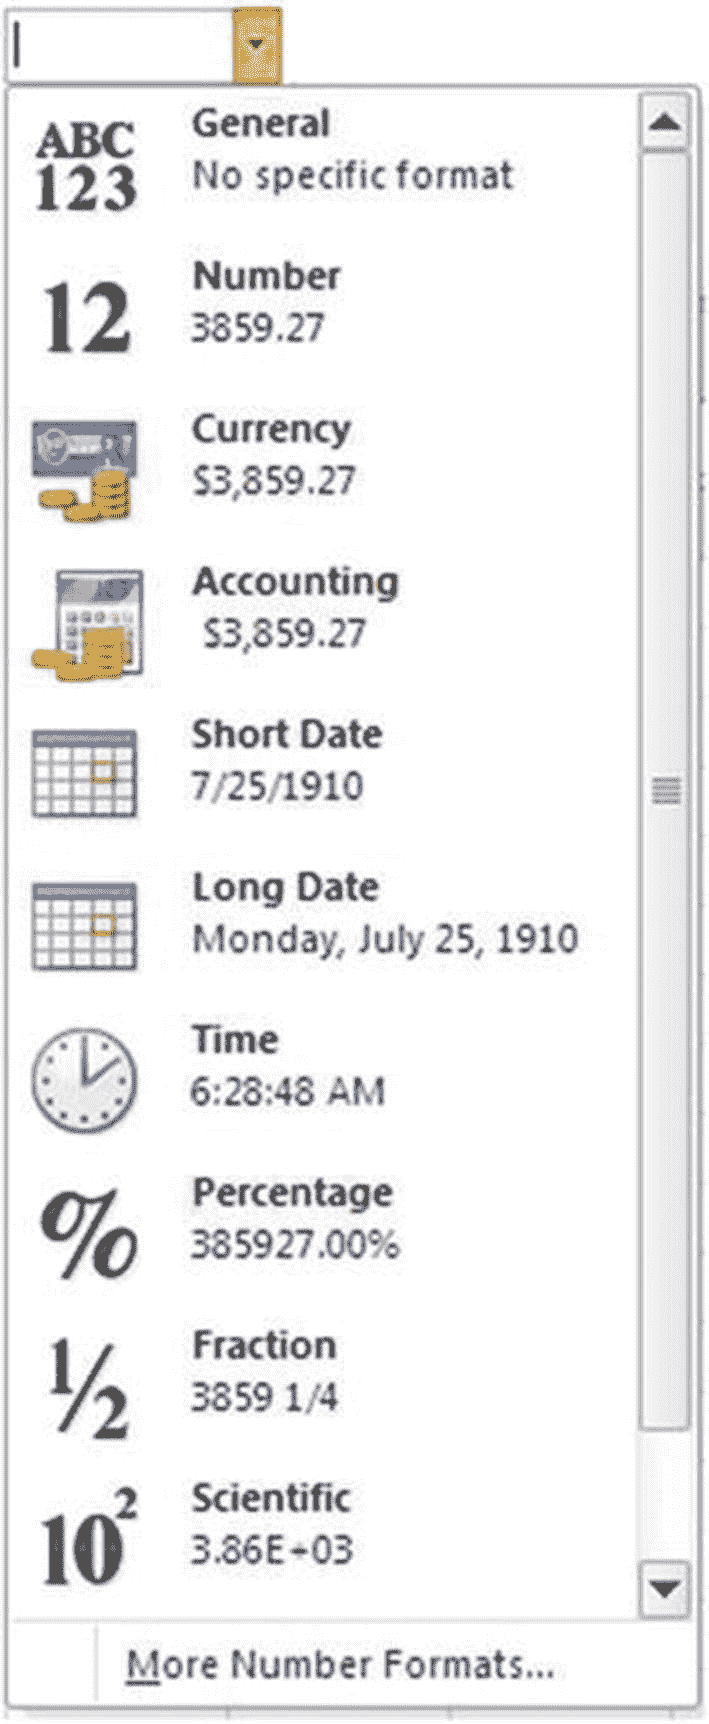 ABC
123
General
No specific format
12
Number
3859.27
Currency
$3,859.27
Accounting
$3,859.27
Short Date
7/25/1910
Long Date
Monday, July 25, 1910
Time
6:28:48 AM
%
Percentage
385927.00%
½
Fraction
3859 1/4
10²
Scientific
3.86E+03
More Number Formats...